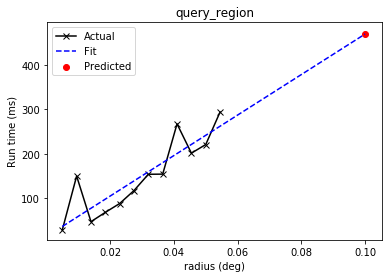 query_region
Actual
Fit
Predicted
400
300
200
100
Run time (ms)
0.02
0.04
0.06
0.08
0.10
radius (deg)